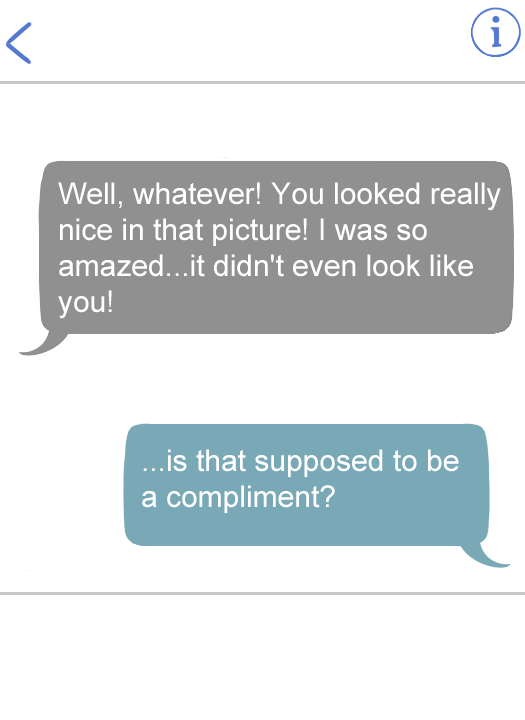 Well, whatever! You looked really
nice in that picture! I was so
amazed...it didn't even look like
you!
...is that supposed to be
a compliment?